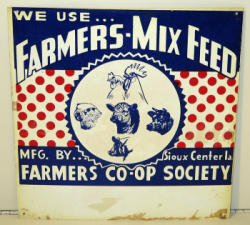 WE USE...
FARMERS-MIX FEED
MFG. BY... Sioux Center Ia.
FARMERS CO-OP SOCIETY